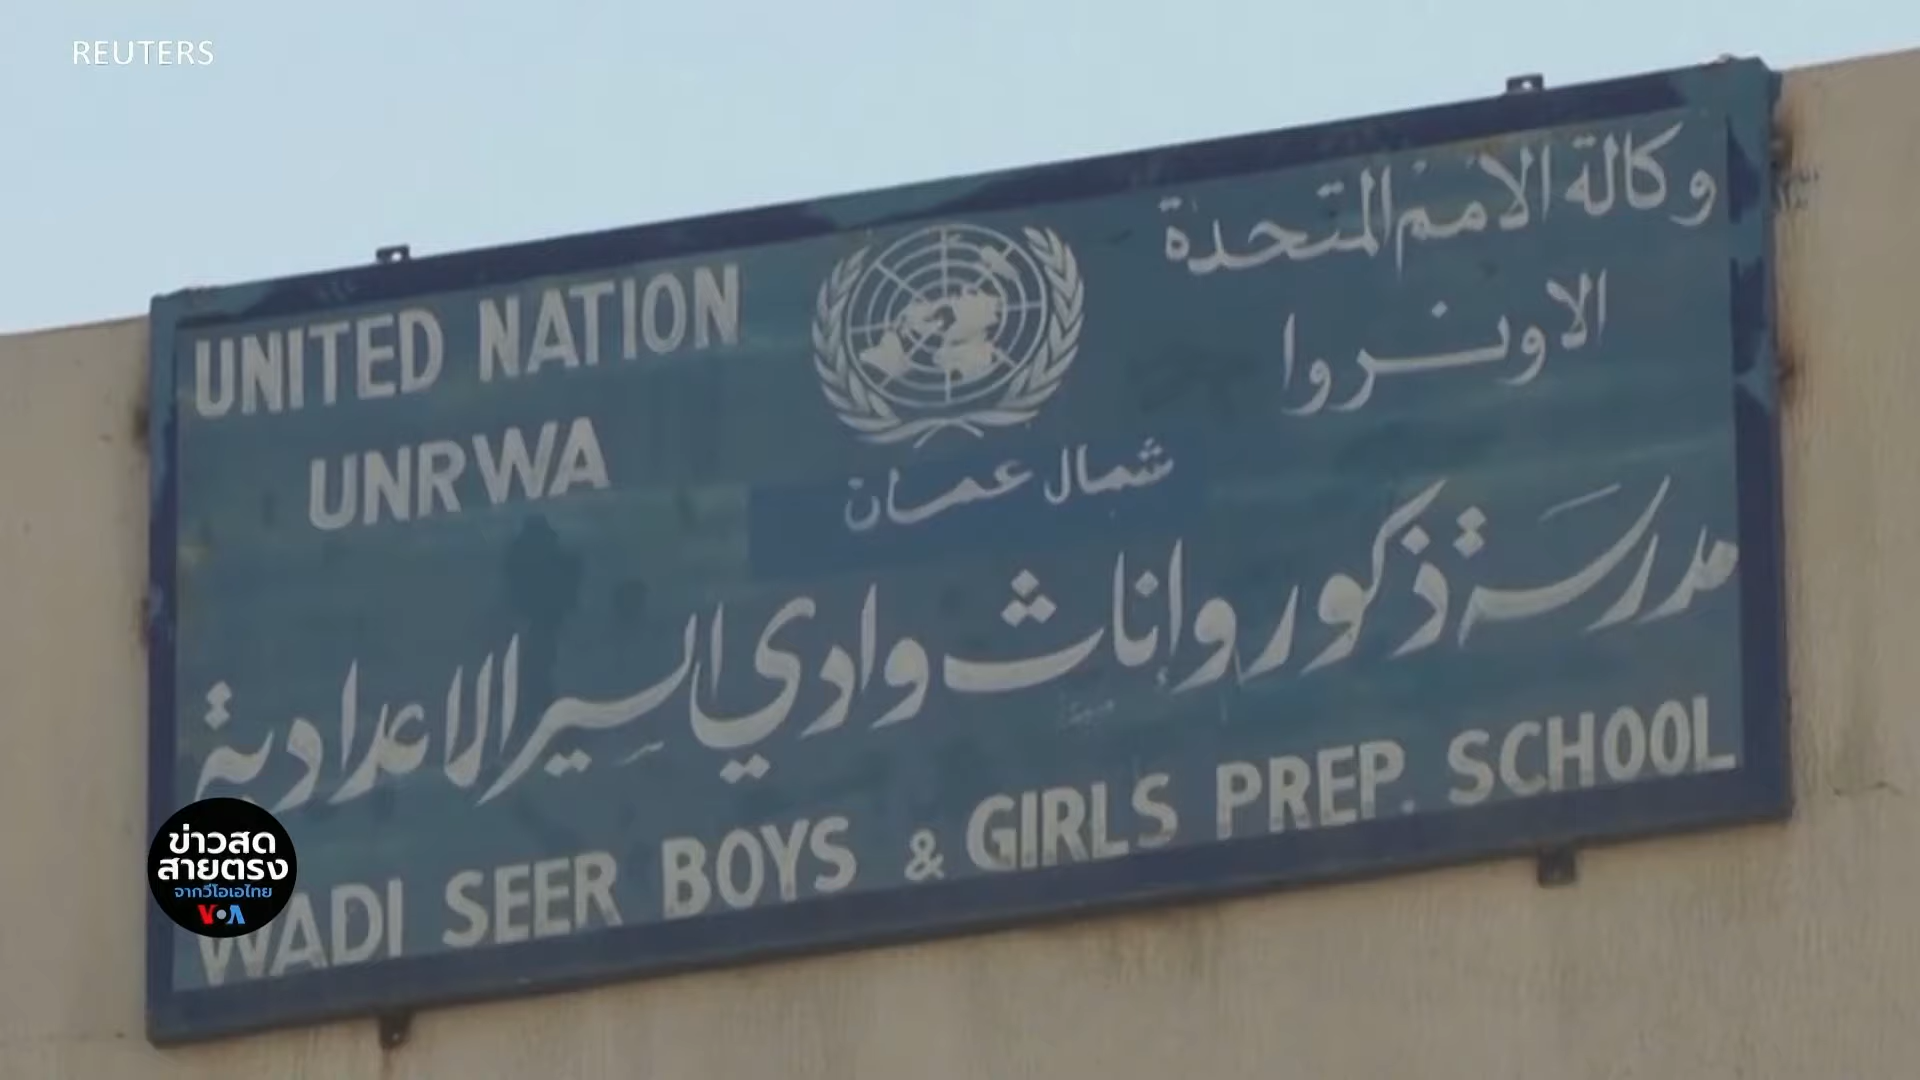 REUTERS
UNITED NATION
UNRWA
وكالة الامم المتحدة
الاونروا
شمال عمان
مدرسة ذكور واناث وادي السير الاعدادية
WADI SEER BOYS & GIRLS PREP. SCHOOL
ข่าวสด
สายตรง
จากวีโอเอไทย
VOA